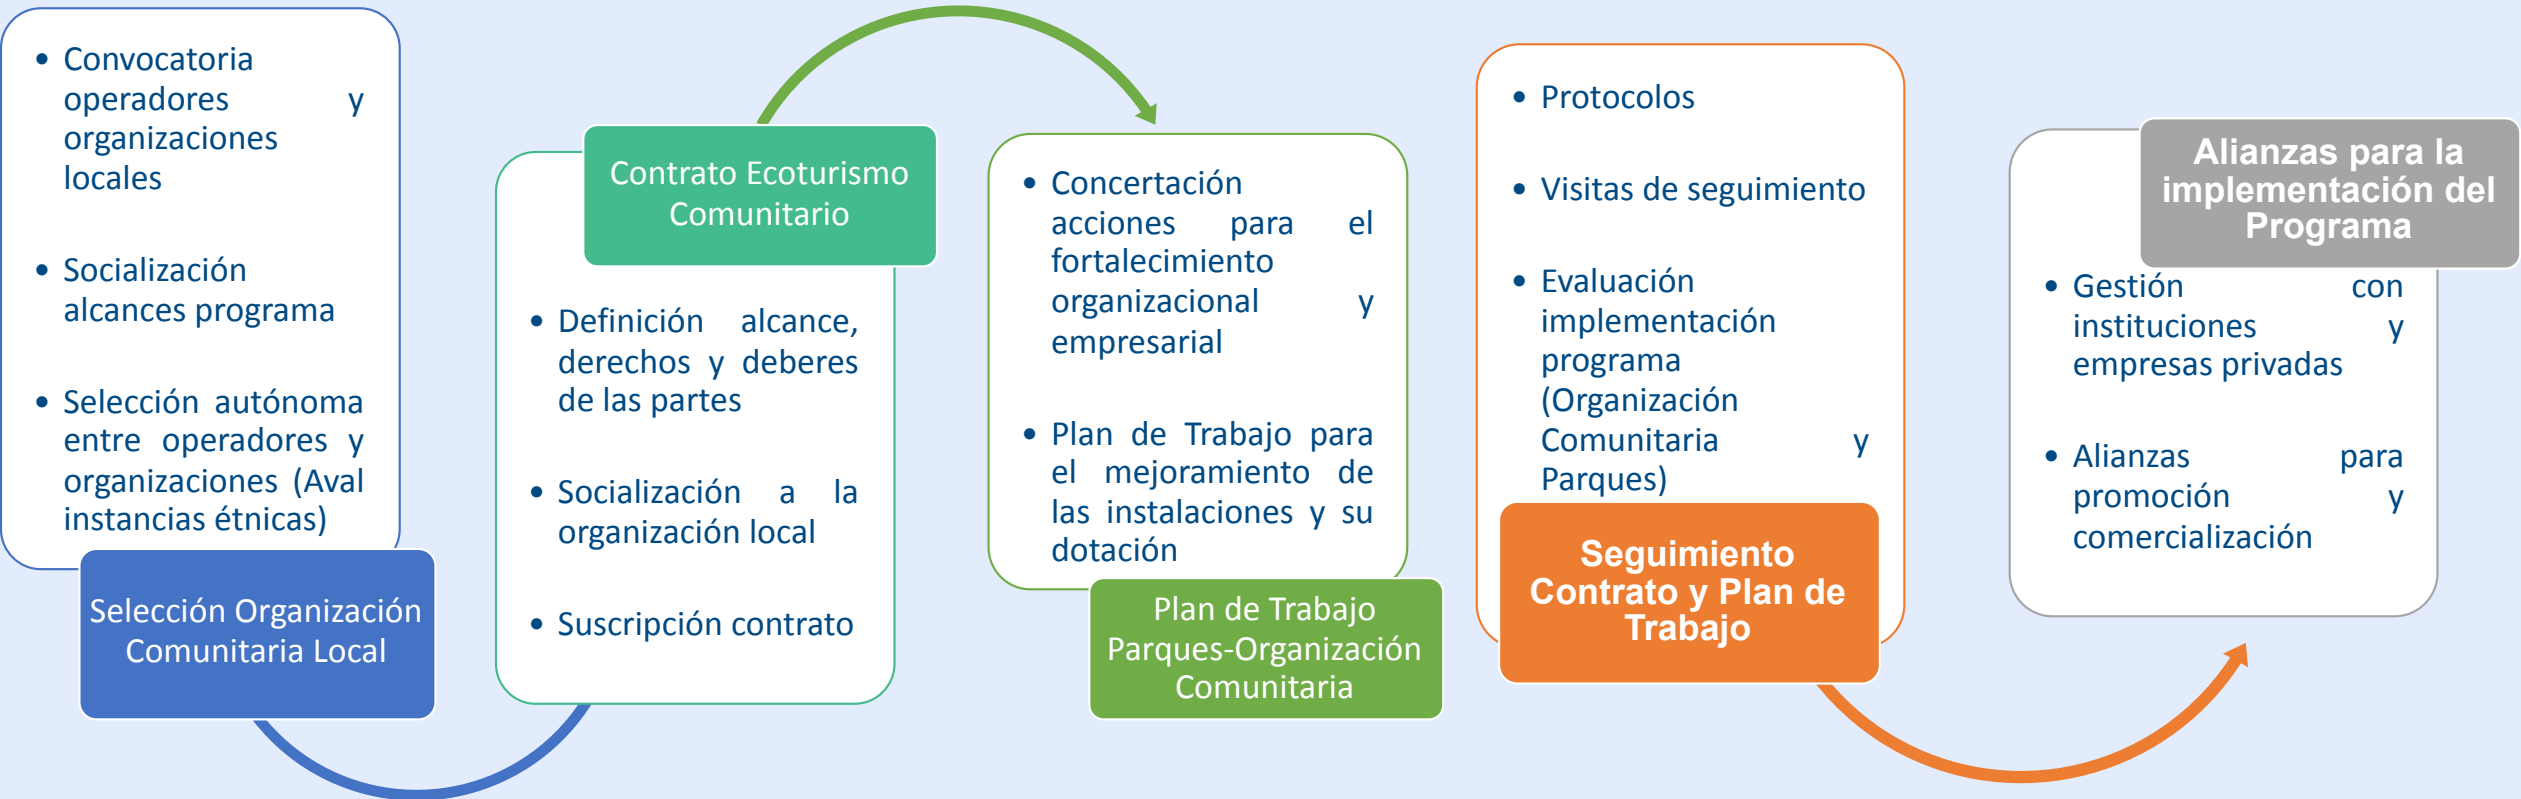 • Convocatoria
operadores y
organizaciones
locales
• Socialización
alcances programa
• Selección autónoma
entre operadores y
organizaciones (Aval
instancias étnicas)
Selección Organización
Comunitaria Local
Contrato Ecoturismo
Comunitario
• Definición alcance,
derechos y deberes
de las partes
• Socialización a la
organización local
• Suscripción contrato
• Concertación
acciones para el
fortalecimiento
organizacional y
empresarial
• Plan de Trabajo para
el mejoramiento de
las instalaciones y su
dotación
Plan de Trabajo
Parques-Organización
Comunitaria
• Protocolos
• Visitas de seguimiento
• Evaluación
implementación
programa
(Organización
Comunitaria y
Parques)
Seguimiento
Contrato y Plan de
Trabajo
Alianzas para la
implementación del
Programa
• Gestión con
instituciones y
empresas privadas
• Alianzas para
promoción y
comercialización